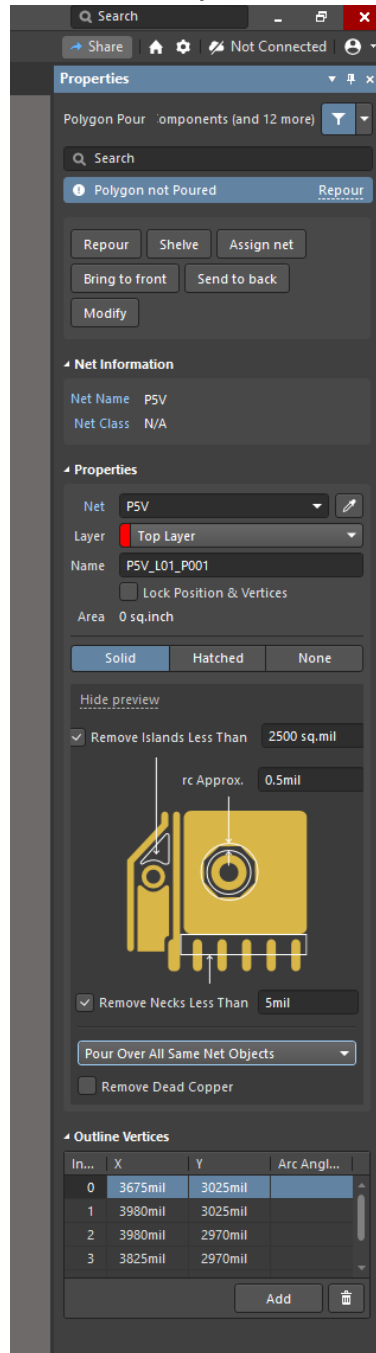 Search
Share Not Connected
Properties
Polygon Pour omponents (and 12 more)
Search
Polygon not Poured Repour
Repour Shelve Assign net
Bring to front Send to back
Modify
Net Information
Net Name P5V
Net Class N/A
Properties
Net P5V
Layer Top Layer
Name P5V_L01_P001
Lock Position & Vertices
Area 0 sq.inch
Solid Hatched None
Hide preview
Remove Islands Less Than 2500 sq.mil
rc Approx. 0.5mil
Remove Necks Less Than 5mil
Pour Over All Same Net Objects
Remove Dead Copper
Outline Vertices
In... X Y Arc Angl...
0 3675mil 3025mil
1 3980mil 3025mil
2 3980mil 2970mil
3 3825mil 2970mil
Add